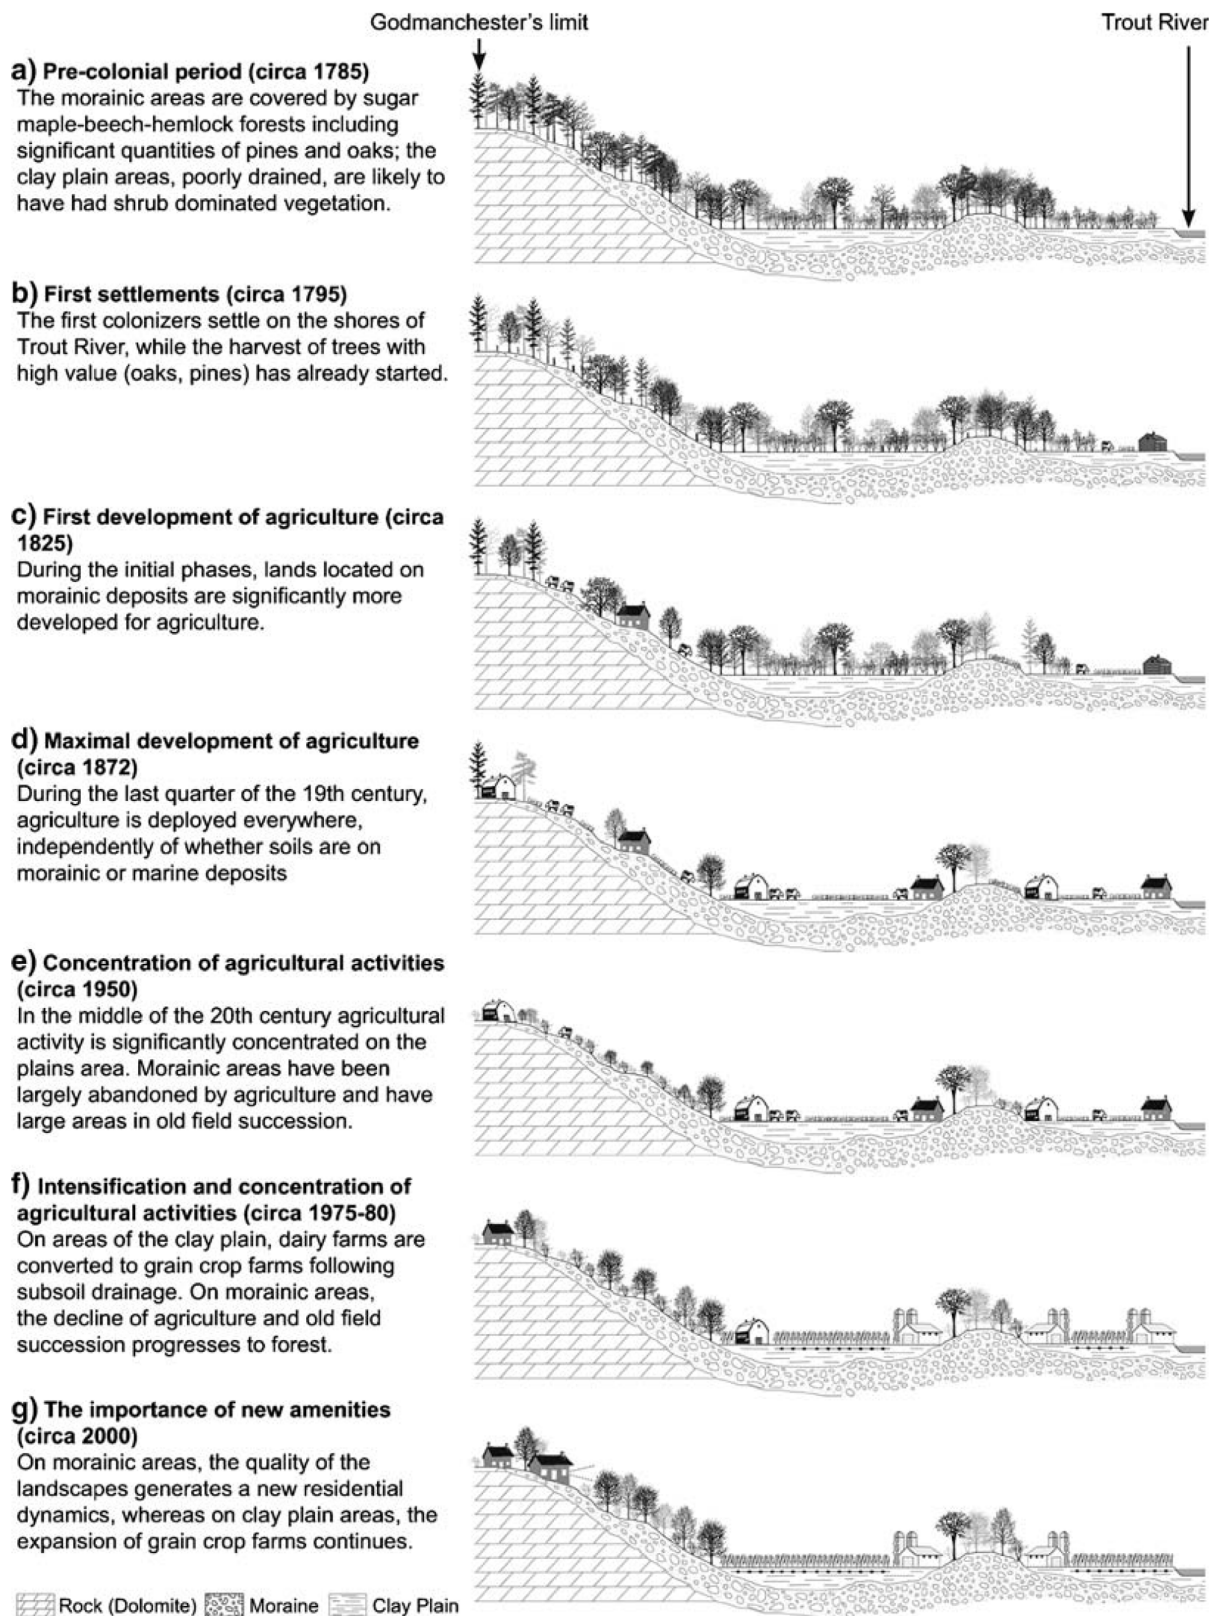 Godmanchester's limit
Trout River
a) Pre-colonial period (circa 1785)
The morainic areas are covered by sugar
maple-beech-hemlock forests including
significant quantities of pines and oaks; the
clay plain areas, poorly drained, are likely to
have had shrub dominated vegetation.
b) First settlements (circa 1795)
The first colonizers settle on the shores of
Trout River, while the harvest of trees with
high value (oaks, pines) has already started.
c) First development of agriculture (circa
1825)
During the initial phases, lands located on
morainic deposits are significantly more
developed for agriculture.
d) Maximal development of agriculture
(circa 1872)
During the last quarter of the 19th century,
agriculture is deployed everywhere,
independently of whether soils are on
morainic or marine deposits
e) Concentration of agricultural activities
(circa 1950)
In the middle of the 20th century agricultural
activity is significantly concentrated on the
plains area. Morainic areas have been
largely abandoned by agriculture and have
large areas in old field succession.
f) Intensification and concentration of
agricultural activities (circa 1975-80)
On areas of the clay plain, dairy farms are
converted to grain crop farms following
subsoil drainage. On morainic areas,
the decline of agriculture and old field
succession progresses to forest.
g) The importance of new amenities
(circa 2000)
On morainic areas, the quality of the
landscapes generates a new residential
dynamics, whereas on clay plain areas, the
expansion of grain crop farms continues.
Rock (Dolomite) Moraine Clay Plain